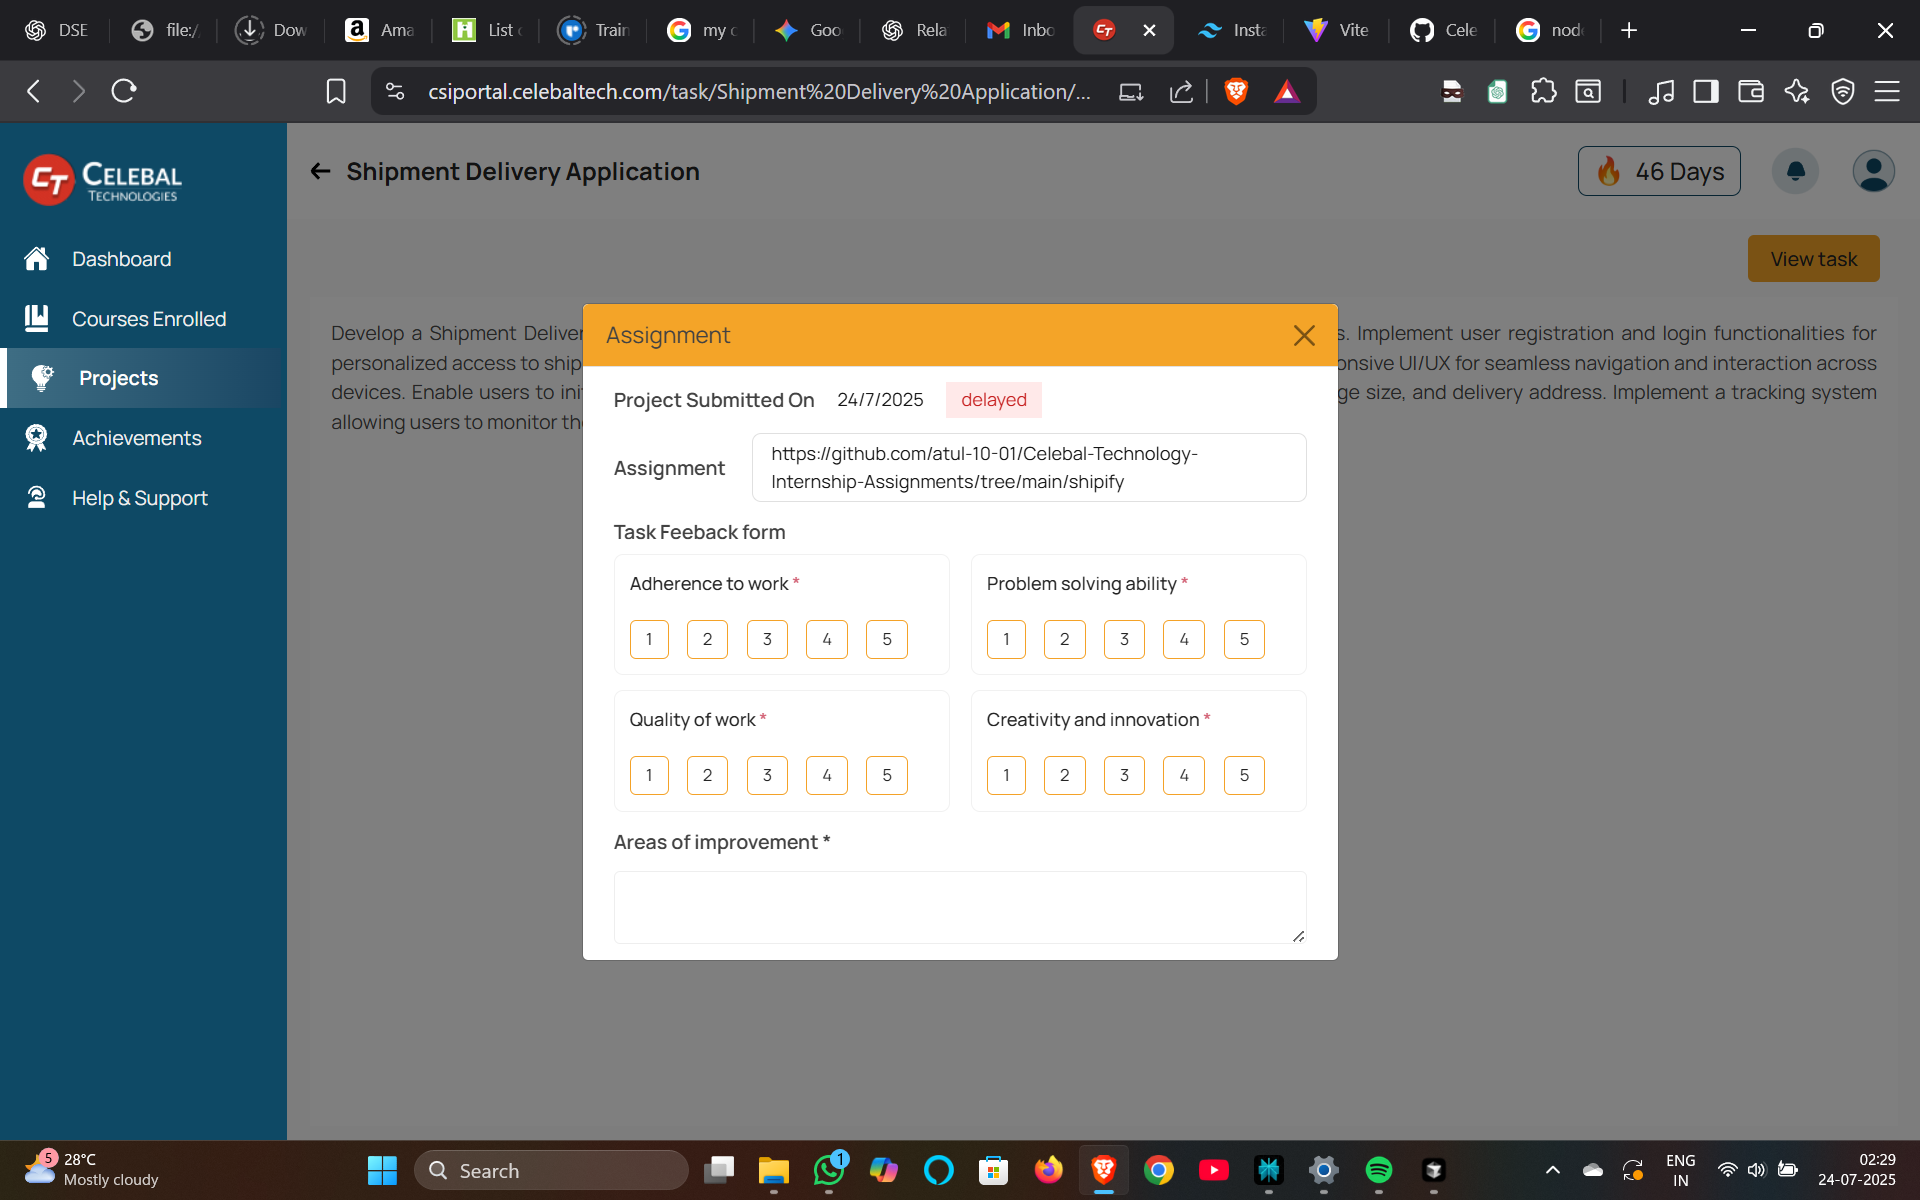 DSE
file:/
Dow
Ama
List
Train
my c
Goo
Rela
Inbo
Insta
Vite
Cele
node
csiportal.celebaltech.com/task/Shipment%20Delivery%20Application/...
CT CELEBAL
TECHNOLOGIES
Dashboard
Courses Enrolled
Projects
Achievements
Help & Support
Shipment Delivery Application
46 Days
View task
Develop a Shipment Deliver
s. Implement user registration and login functionalities for
personalized access to ship
onsive UI/UX for seamless navigation and interaction across
devices. Enable users to ini
ge size, and delivery address. Implement a tracking system
allowing users to monitor th
Assignment
Project Submitted On 24/7/2025 delayed
Assignment
https://github.com/atul-10-01/Celebal-Technology-
Internship-Assignments/tree/main/shipify
Task Feeback form
Adherence to work *
1 2 3 4 5
Problem solving ability *
1 2 3 4 5
Quality of work *
1 2 3 4 5
Creativity and innovation *
1 2 3 4 5
Areas of improvement *
5
28°C
Mostly cloudy
Search
1
ENG
IN
02:29
24-07-2025